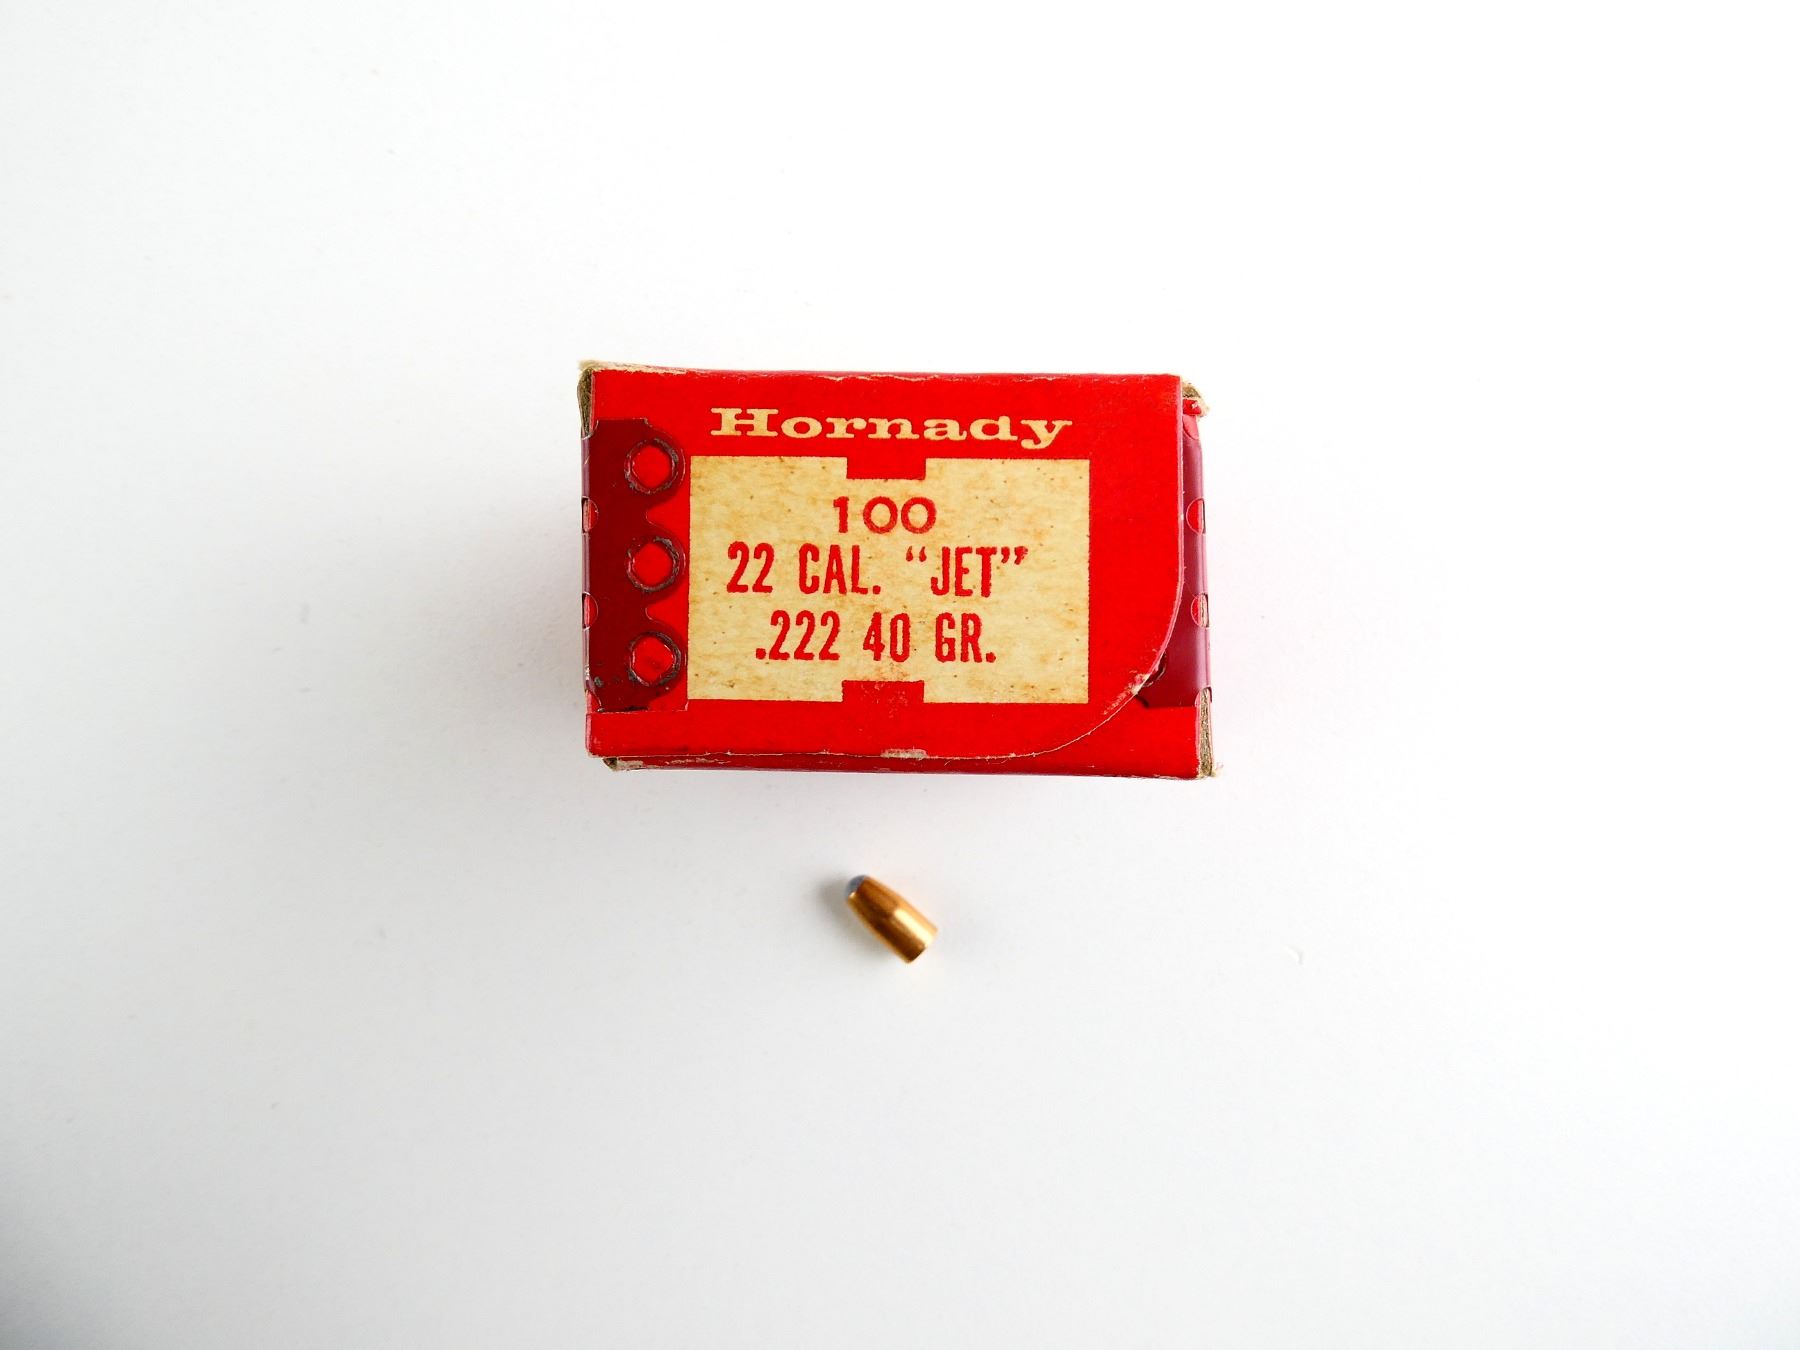 Hornady
100
22 CAL. “JET”
.222 40 GR.